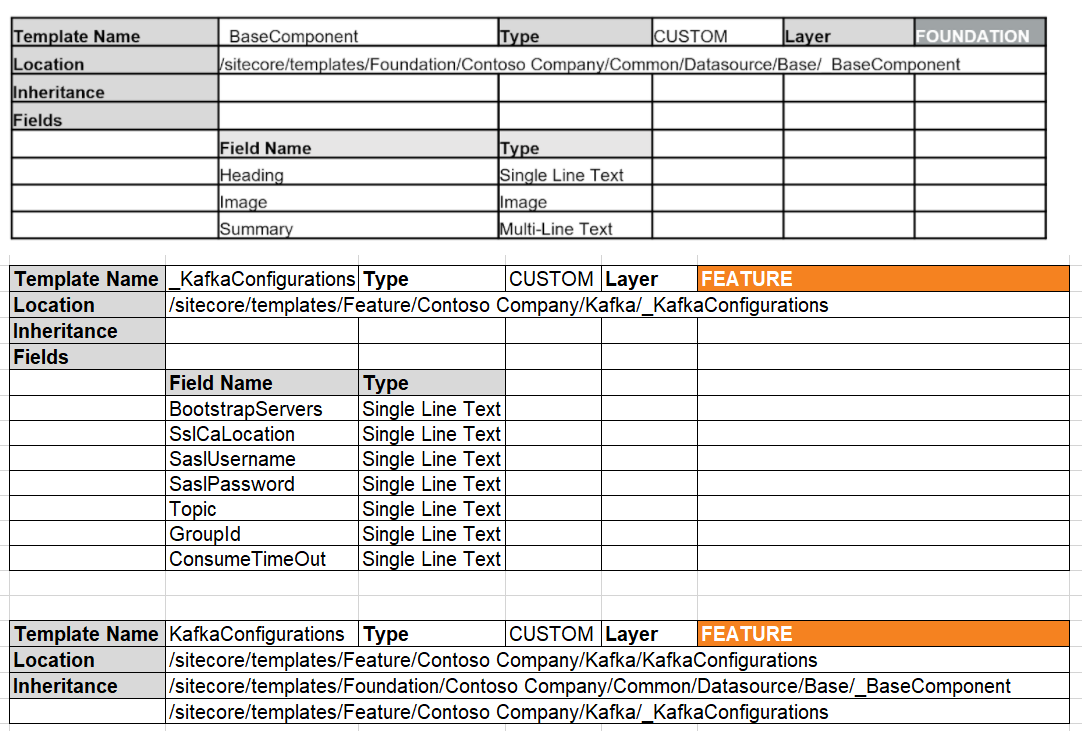 Template Name BaseComponent Type CUSTOM Layer FOUNDATION
Location /sitecore/templates/Foundation/Contoso Company/Common/Datasource/Base/ BaseComponent
Inheritance
Fields
Field Name Type
Heading Single Line Text
Image Image
Summary Multi-Line Text
Template Name _KafkaConfigurations Type CUSTOM Layer FEATURE
Location /sitecore/templates/Feature/Contoso Company/Kafka/_KafkaConfigurations
Inheritance
Fields
Field Name Type
BootstrapServers Single Line Text
SslCaLocation Single Line Text
SaslUsername Single Line Text
SaslPassword Single Line Text
Topic Single Line Text
GroupId Single Line Text
ConsumeTimeOut Single Line Text
Template Name KafkaConfigurations Type CUSTOM Layer FEATURE
Location /sitecore/templates/Feature/Contoso Company/Kafka/KafkaConfigurations
Inheritance /sitecore/templates/Foundation/Contoso Company/Common/Datasource/Base/_BaseComponent
/sitecore/templates/Feature/Contoso Company/Kafka/_KafkaConfigurations